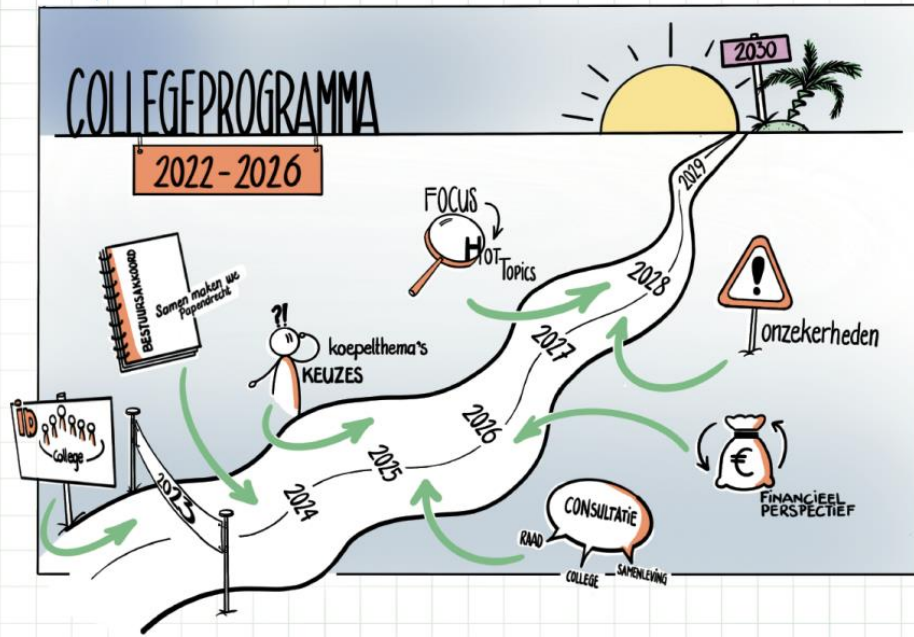 COLLEGEPROGRAMMA
2022-2026
2030
2029
2028
2027
2026
2025
2024
2023
FOCUS
HOT TOPICS
BESTUURSAKKOORD
Samen maken we
Papendrecht
?!
koepelthema's
KEUZES
!
onzekerheden
iD
College
€
FINANCIEEL
PERSPECTIEF
CONSULTATIE
RAAD
COLLEGE
SAMENLEVING